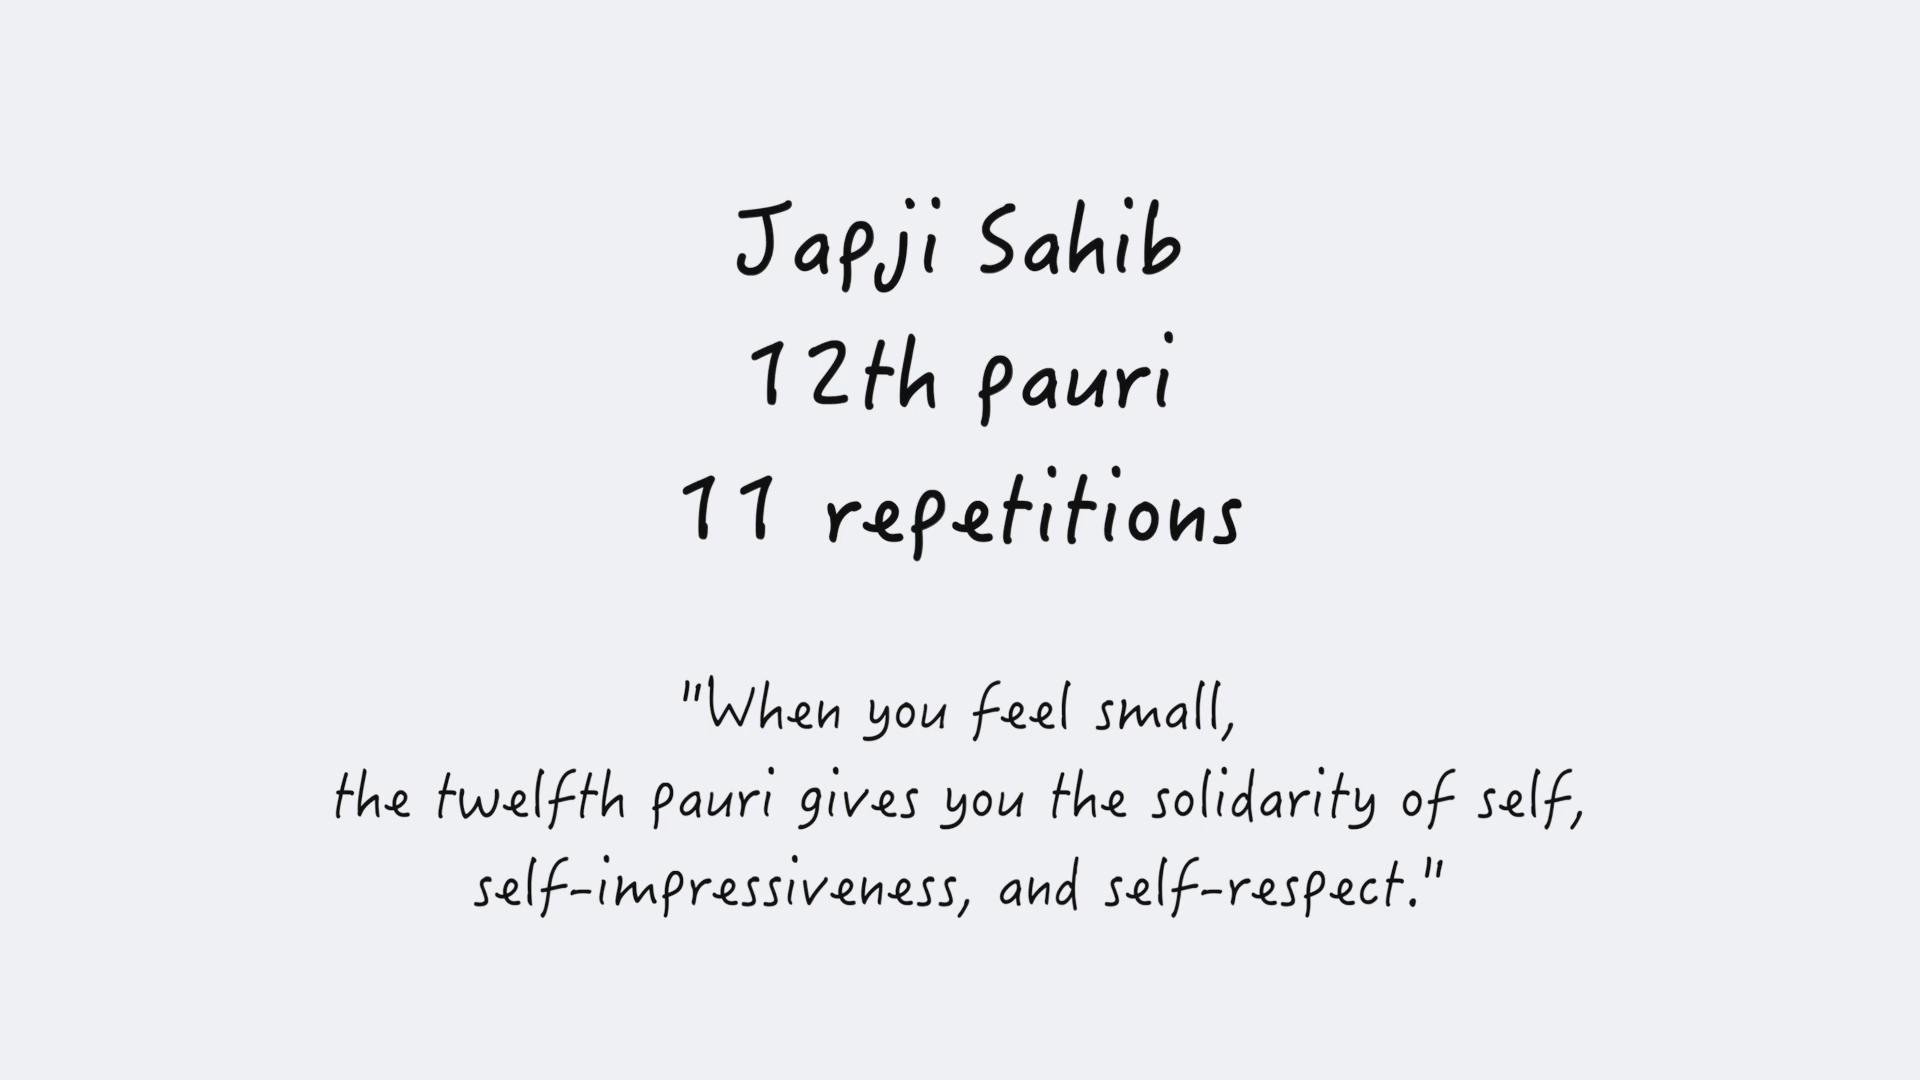 Japji Sahib
12th pauri
11 repetitions
"When you feel small,
the twelfth pauri gives you the solidarity of self,
self-impressiveness, and self-respect."